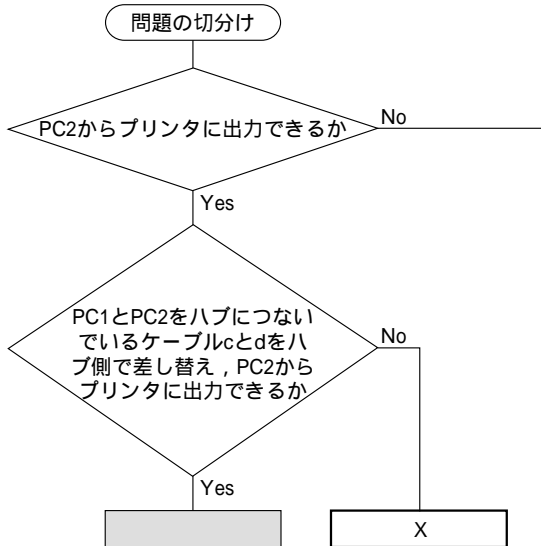 問題の切分け
PC2からプリンタに出力できるか
No
Yes
PC1とPC2をハブにつない
でいるケーブルcとdをハ
ブ側で差し替え，PC2から
プリンタに出力できるか
No
Yes
X